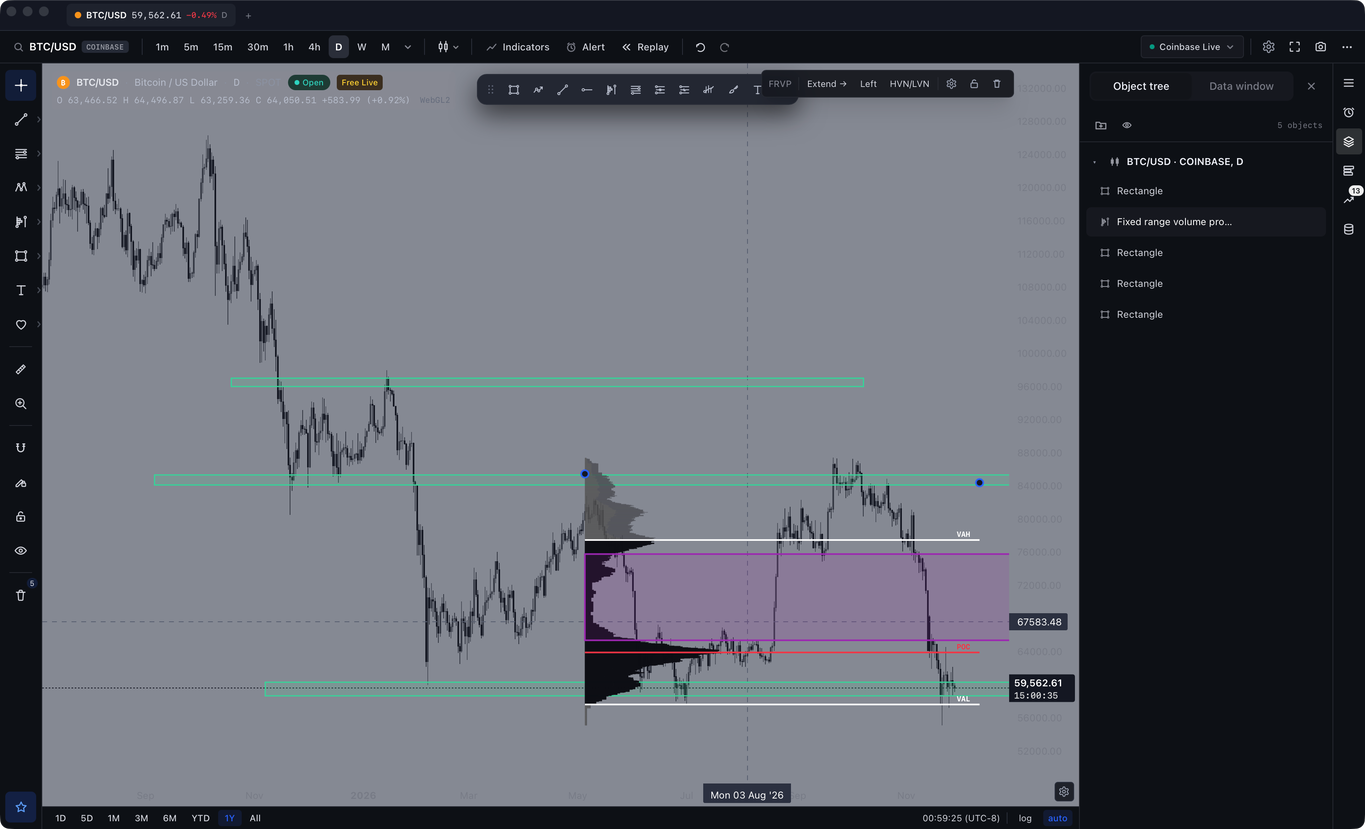 BTC/USD 59,562.61 -0.49% D
BTC/USD COINBASE 1m 5m 15m 30m 1h 4h D W M Indicators Alert Replay Coinbase Live
BTC/USD Bitcoin / US Dollar D Open Free Live
O 63,466.52 H 64,496.87 L 63,259.36 C 64,050.51 +583.99 (+0.92%) WebGL2
T FRVP Extend → Left HVN/LVN
Object tree Data window
5 objects
BTC/USD · COINBASE, D
Rectangle
Fixed range volume pro...
Rectangle
Rectangle
Rectangle
13
5
122000.00
128000.00
124000.00
120000.00
116000.00
112000.00
108000.00
104000.00
100000.00
96000.00
92000.00
88000.00
84000.00
80000.00
VAH
76000.00
72000.00
67583.48
POC
64000.00
59,562.61
15:00:35
VAL
56000.00
52000.00
Sep Nov 2026 Mar May Jul Mon 03 Aug '26 Nov
1D 5D 1M 3M 6M YTD 1Y All 00:59:25 (UTC-8) log auto